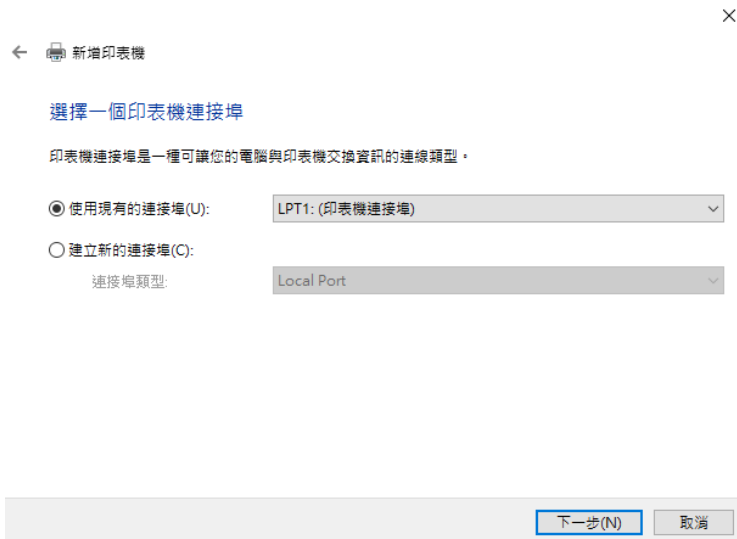 新增印表機
選擇一個印表機連接埠
印表機連接埠是一種可讓您的電腦與印表機交換資訊的連線類型。
使用現有的連接埠(U):
LPT1: (印表機連接埠)
建立新的連接埠(C):
連接埠類型:
Local Port
下一步(N)
取消